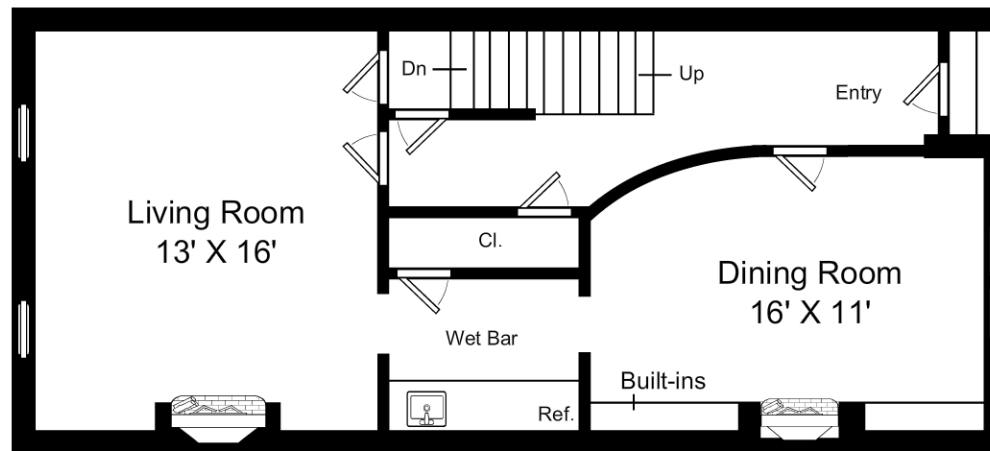 Dn
Up
Entry
Living Room
13' X 16'
Cl.
Dining Room
16' X 11'
Wet Bar
Built-ins
Ref.